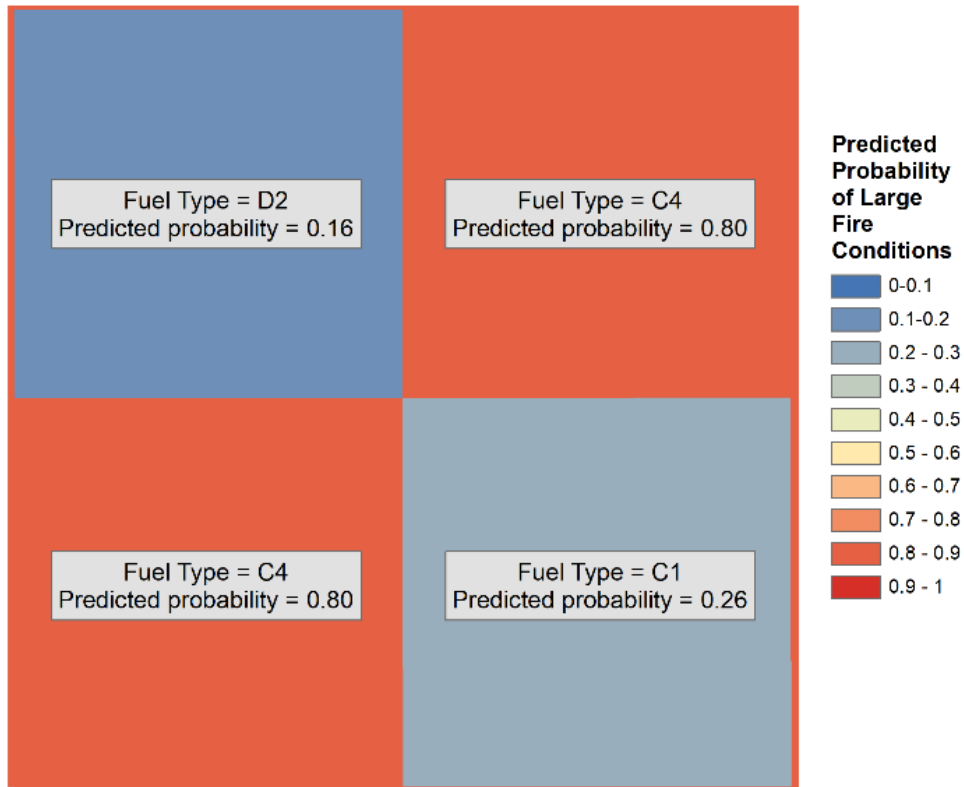 Fuel Type = D2
Predicted probability = 0.16
Fuel Type = C4
Predicted probability = 0.80
Fuel Type = C4
Predicted probability = 0.80
Fuel Type = C1
Predicted probability = 0.26
Predicted
Probability
of Large
Fire
Conditions
0-0.1
0.1-0.2
0.2 - 0.3
0.3 - 0.4
0.4 - 0.5
0.5 - 0.6
0.6 - 0.7
0.7 - 0.8
0.8 - 0.9
0.9 - 1